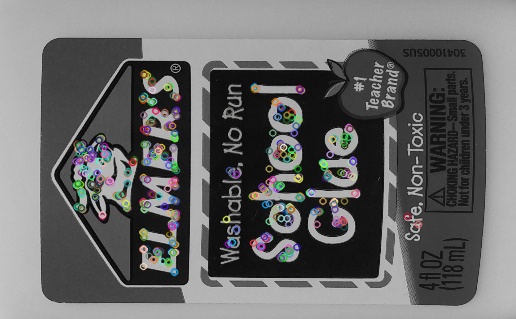 ELMER'S®
Washable, No Run
School
Glue
#1
Teacher
Brand®
Safe, Non-Toxic
WARNING:
CHOKING HAZARD—Small parts.
Not for children under 3 years.
4 fl OZ
(118 mL)
30410000SUS